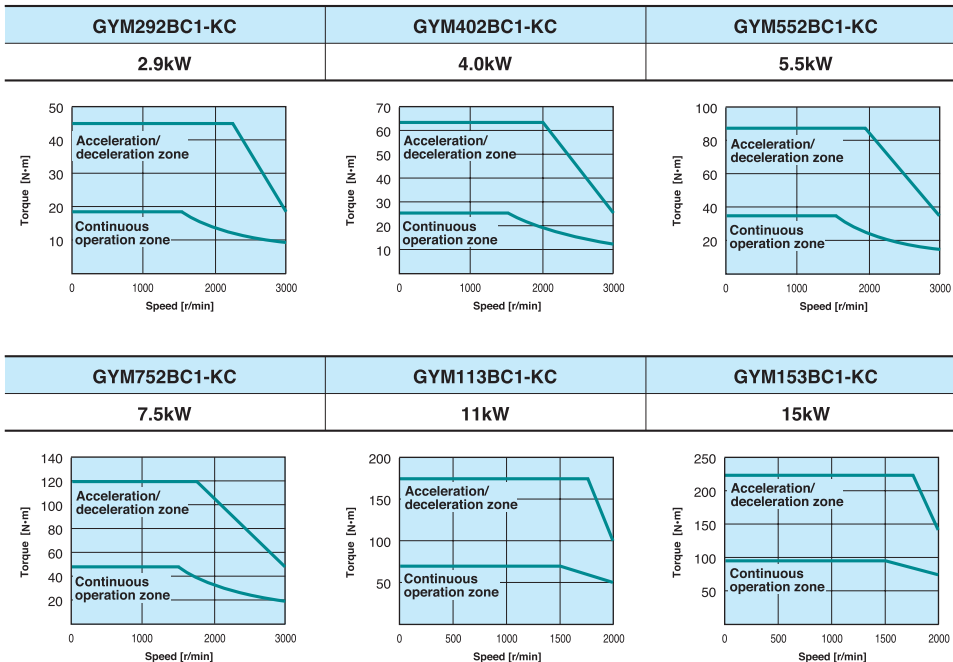 GYM292BC1-KC GYM402BC1-KC GYM552BC1-KC
2.9kW 4.0kW 5.5kW
50
40
30
20
10
Torque [N•m]
Acceleration/
deceleration zone
Continuous
operation zone
0 1000 2000 3000
Speed [r/min]
70
60
50
40
30
20
10
Torque [N•m]
Acceleration/
deceleration zone
Continuous
operation zone
0 1000 2000 3000
Speed [r/min]
100
80
60
40
20
Torque [N•m]
Acceleration/
deceleration zone
Continuous
operation zone
0 1000 2000 3000
Speed [r/min]
GYM752BC1-KC GYM113BC1-KC GYM153BC1-KC
7.5kW 11kW 15kW
140
120
100
80
60
40
20
Torque [N•m]
Acceleration/
deceleration zone
Continuous
operation zone
0 1000 2000 3000
Speed [r/min]
200
150
100
50
Torque [N•m]
Acceleration/
deceleration zone
Continuous
operation zone
0 500 1000 1500 2000
Speed [r/min]
250
200
150
100
50
Torque [N•m]
Acceleration/
deceleration zone
Continuous
operation zone
0 500 1000 1500 2000
Speed [r/min]